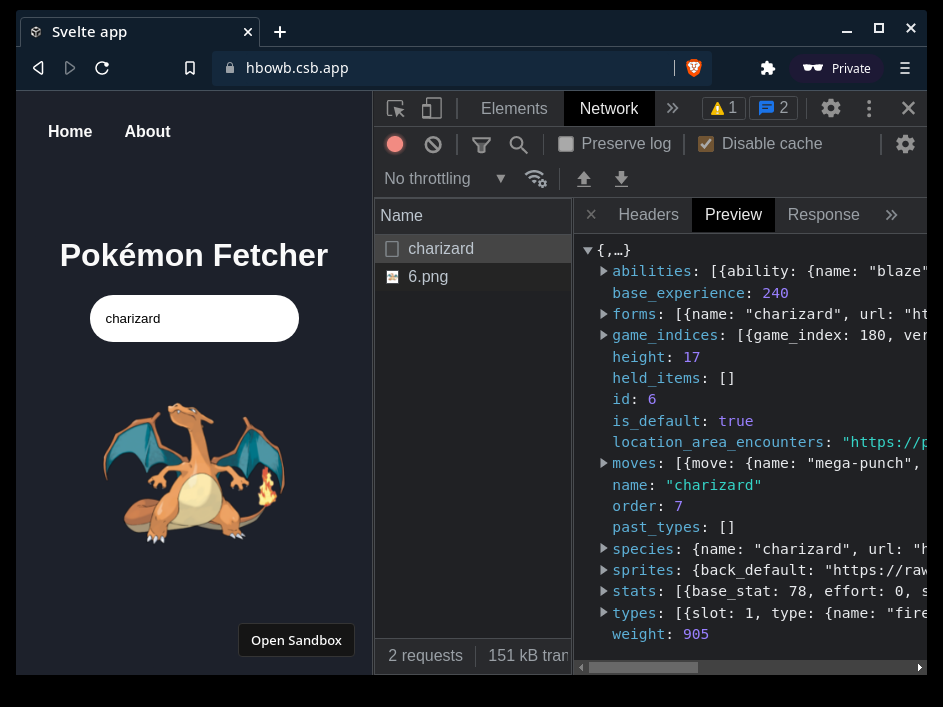 Svelte app
hbowb.csb.app
Private
Home About
Pokémon Fetcher
charizard
Open Sandbox
Elements Network 1 2
Preserve log Disable cache
No throttling
Name
charizard
6.png
2 requests 151 kB tran
Headers Preview Response
{,…}
abilities: [{ability: {name: "blaze"
base_experience: 240
forms: [{name: "charizard", url: "ht
game_indices: [{game_index: 180, ver
height: 17
held_items: []
id: 6
is_default: true
location_area_encounters: "https://p
moves: [{move: {name: "mega-punch",
name: "charizard"
order: 7
past_types: []
species: {name: "charizard", url: "h
sprites: {back_default: "https://raw
stats: [{base_stat: 78, effort: 0, s
types: [{slot: 1, type: {name: "fire
weight: 905